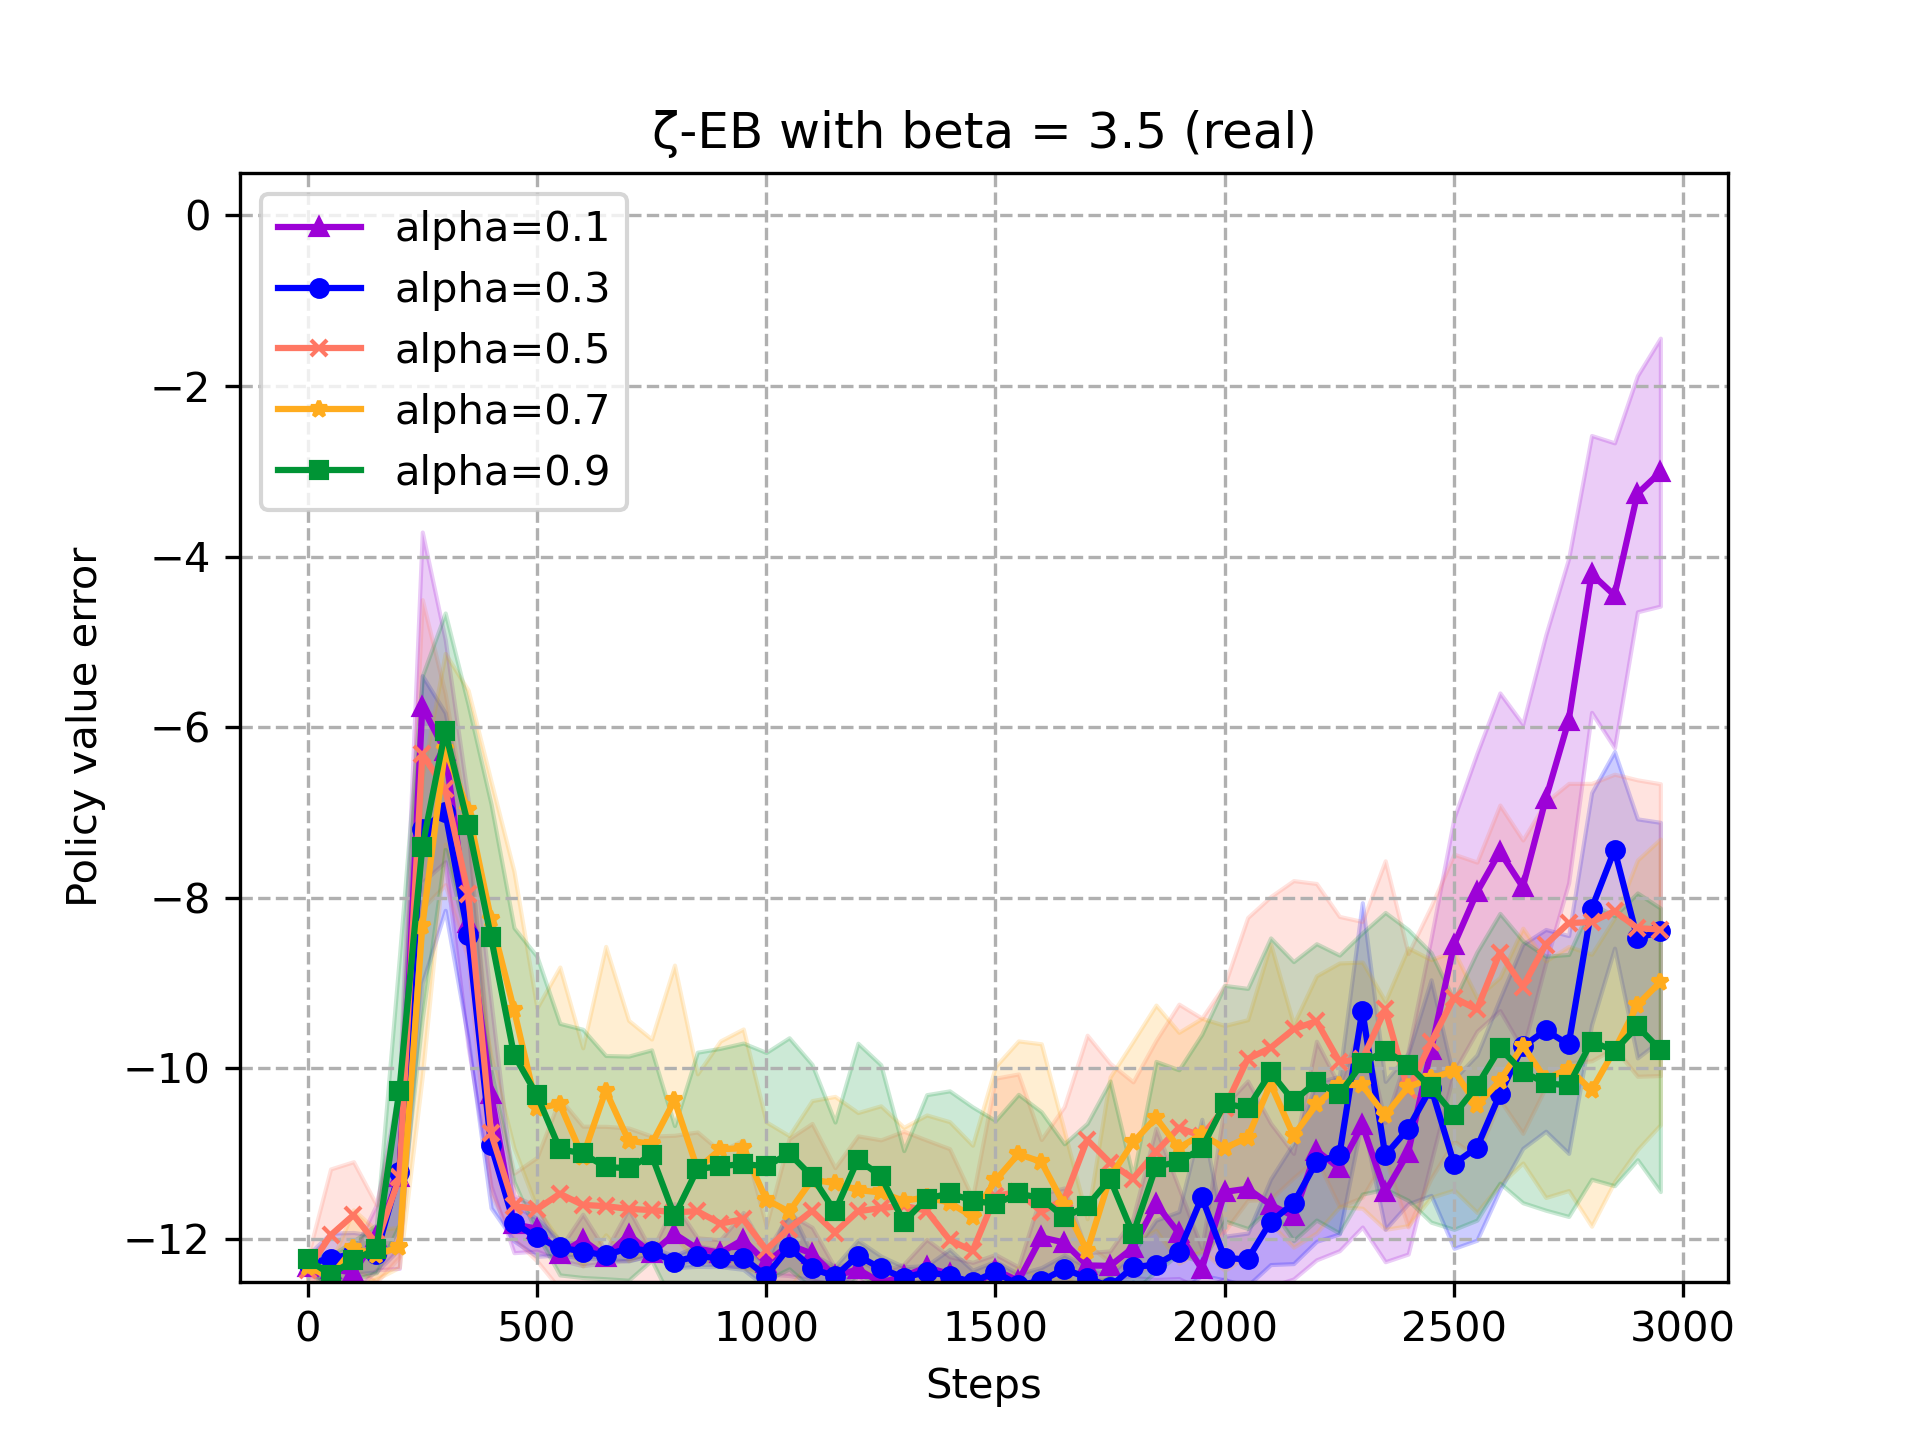 ζ-EB with beta = 3.5 (real)
alpha=0.1
alpha=0.3
alpha=0.5
alpha=0.7
alpha=0.9
Policy value error
0
−2
−4
−6
−8
−10
−12
0 500 1000 1500 2000 2500 3000
Steps